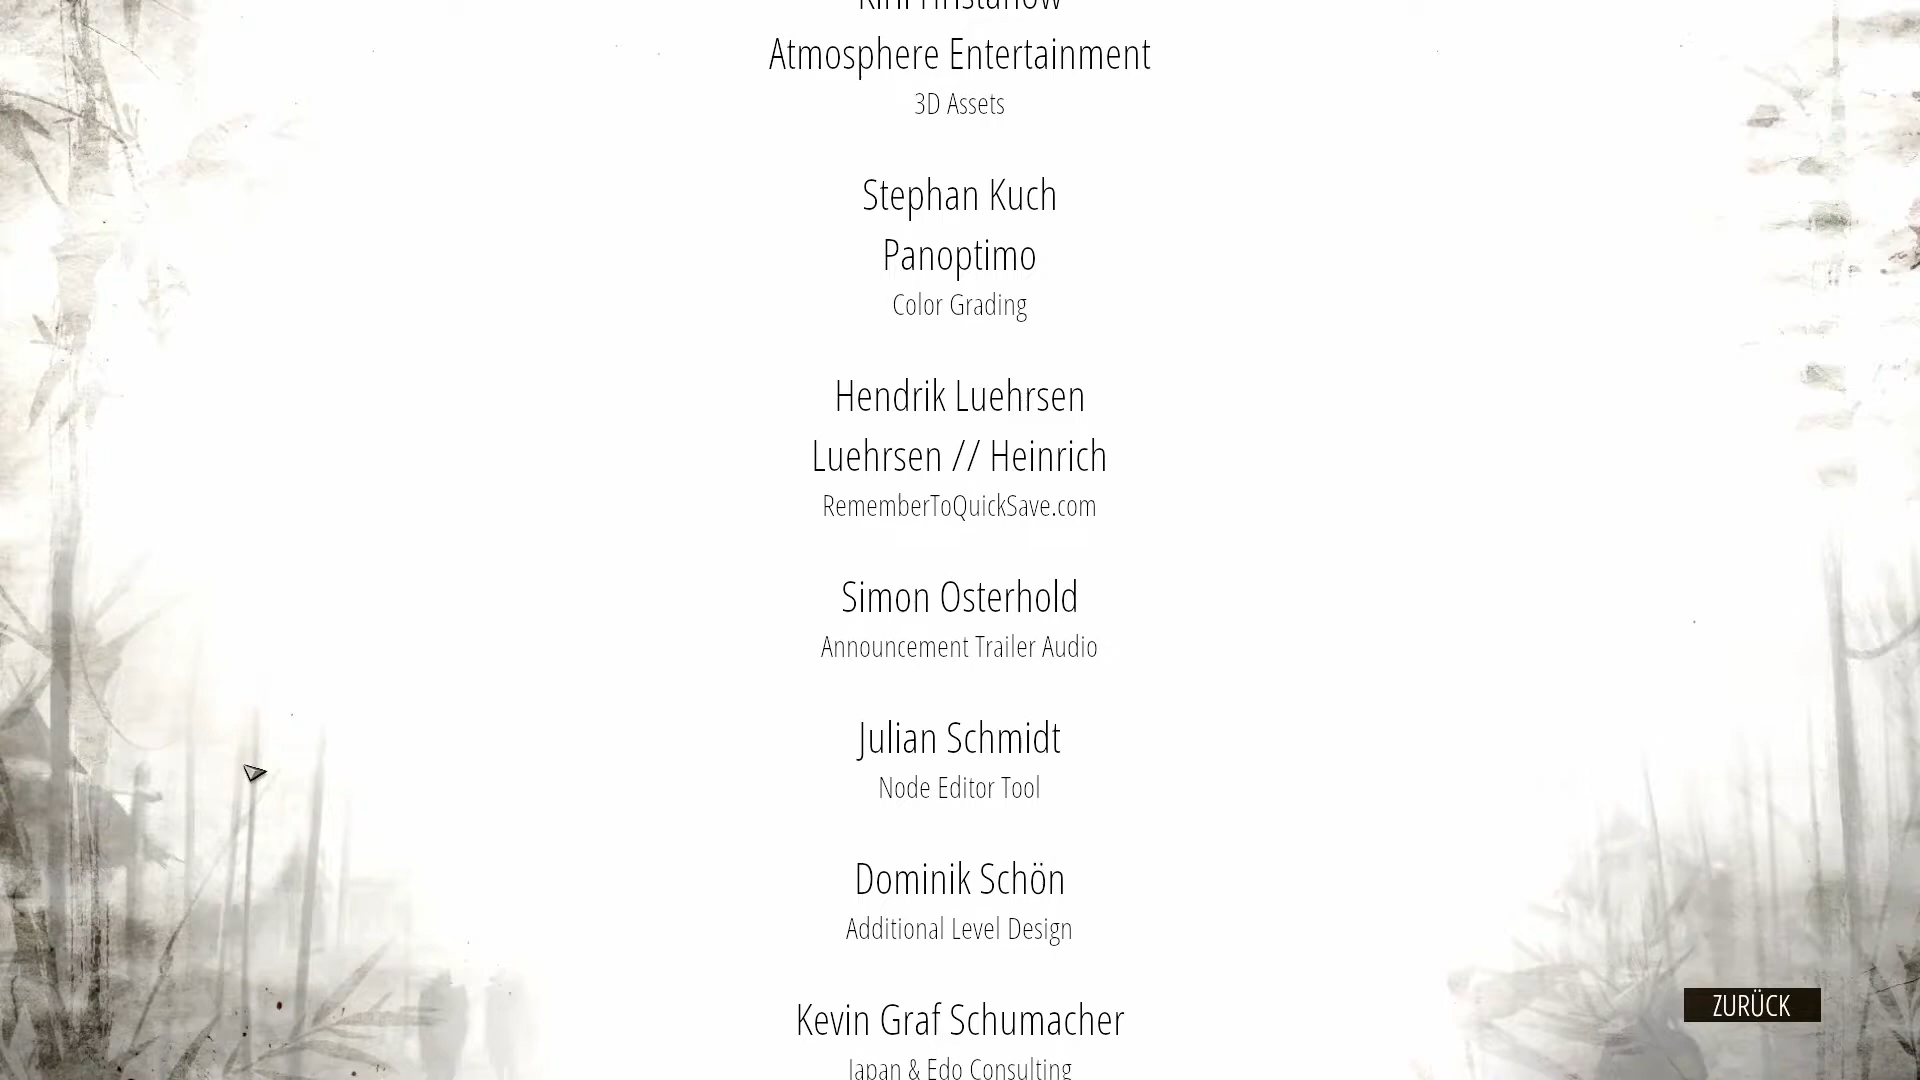 Atmosphere Entertainment
3D Assets
Stephan Kuch
Panoptimo
Color Grading
Hendrik Luehrsen
Luehrsen // Heinrich
RememberToQuickSave.com
Simon Osterhold
Announcement Trailer Audio
Julian Schmidt
Node Editor Tool
Dominik Schön
Additional Level Design
Kevin Graf Schumacher
Japan & Edo Consulting
ZURÜCK